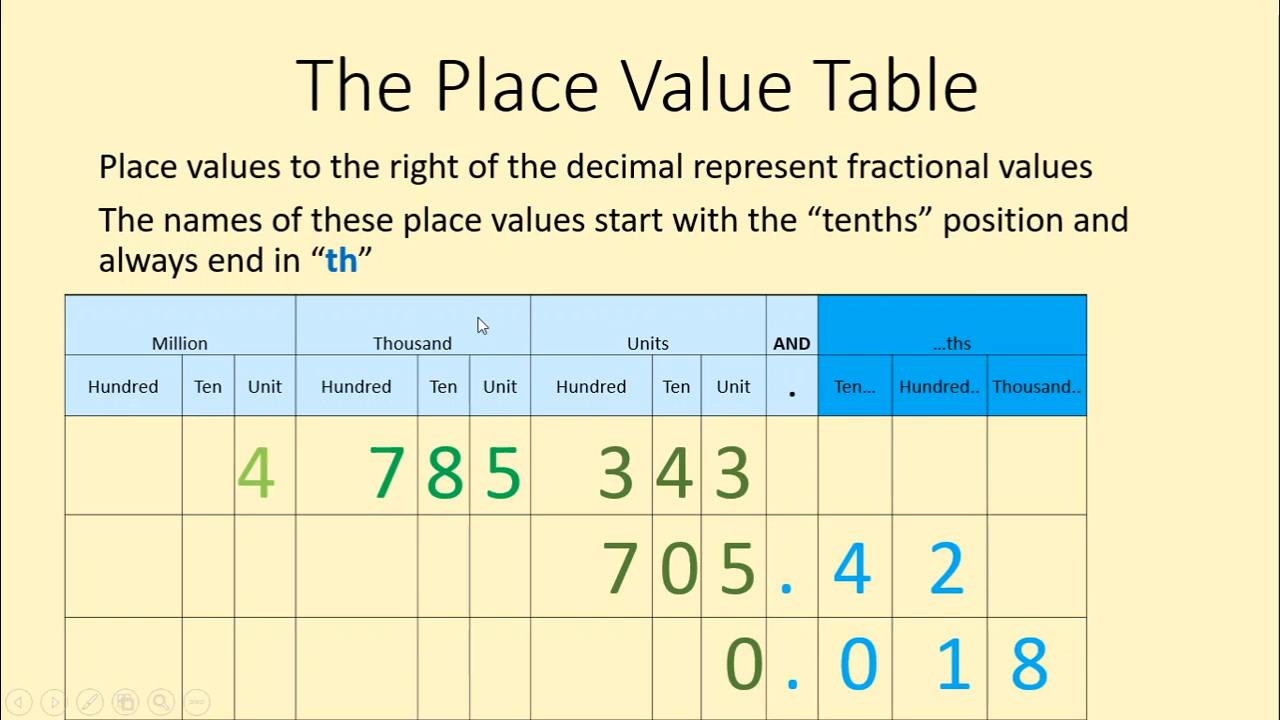 The Place Value Table
Place values to the right of the decimal represent fractional values
The names of these place values start with the “tenths” position and
always end in “th”
Million Thousand Units AND ...ths
Hundred Ten Unit Hundred Ten Unit Hundred Ten Unit . Ten... Hundred.. Thousand..
4 7 8 5 3 4 3
7 0 5 . 4 2
0 . 0 1 8